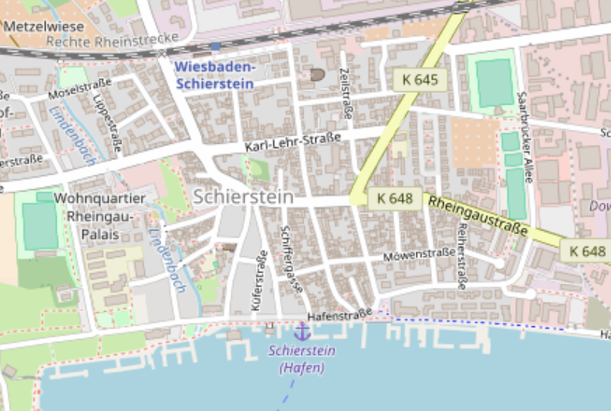 Metzelwiese
Rechte Rheinstrecke
Wiesbaden-
Schierstein
K 645
Moselstraße
Lippestraße
Zeilstraße
Saarbrücker Allee
Lindenbach
Karl-Lehr-Straße
Schierstein
K 648
Rheingaustraße
K 648
Wohnquartier
Rheingau-
Palais
Lindenbach
Küferstraße
Schiffergasse
Möwenstraße
Reiherstraße
Hafenstraße
Schierstein
(Hafen)